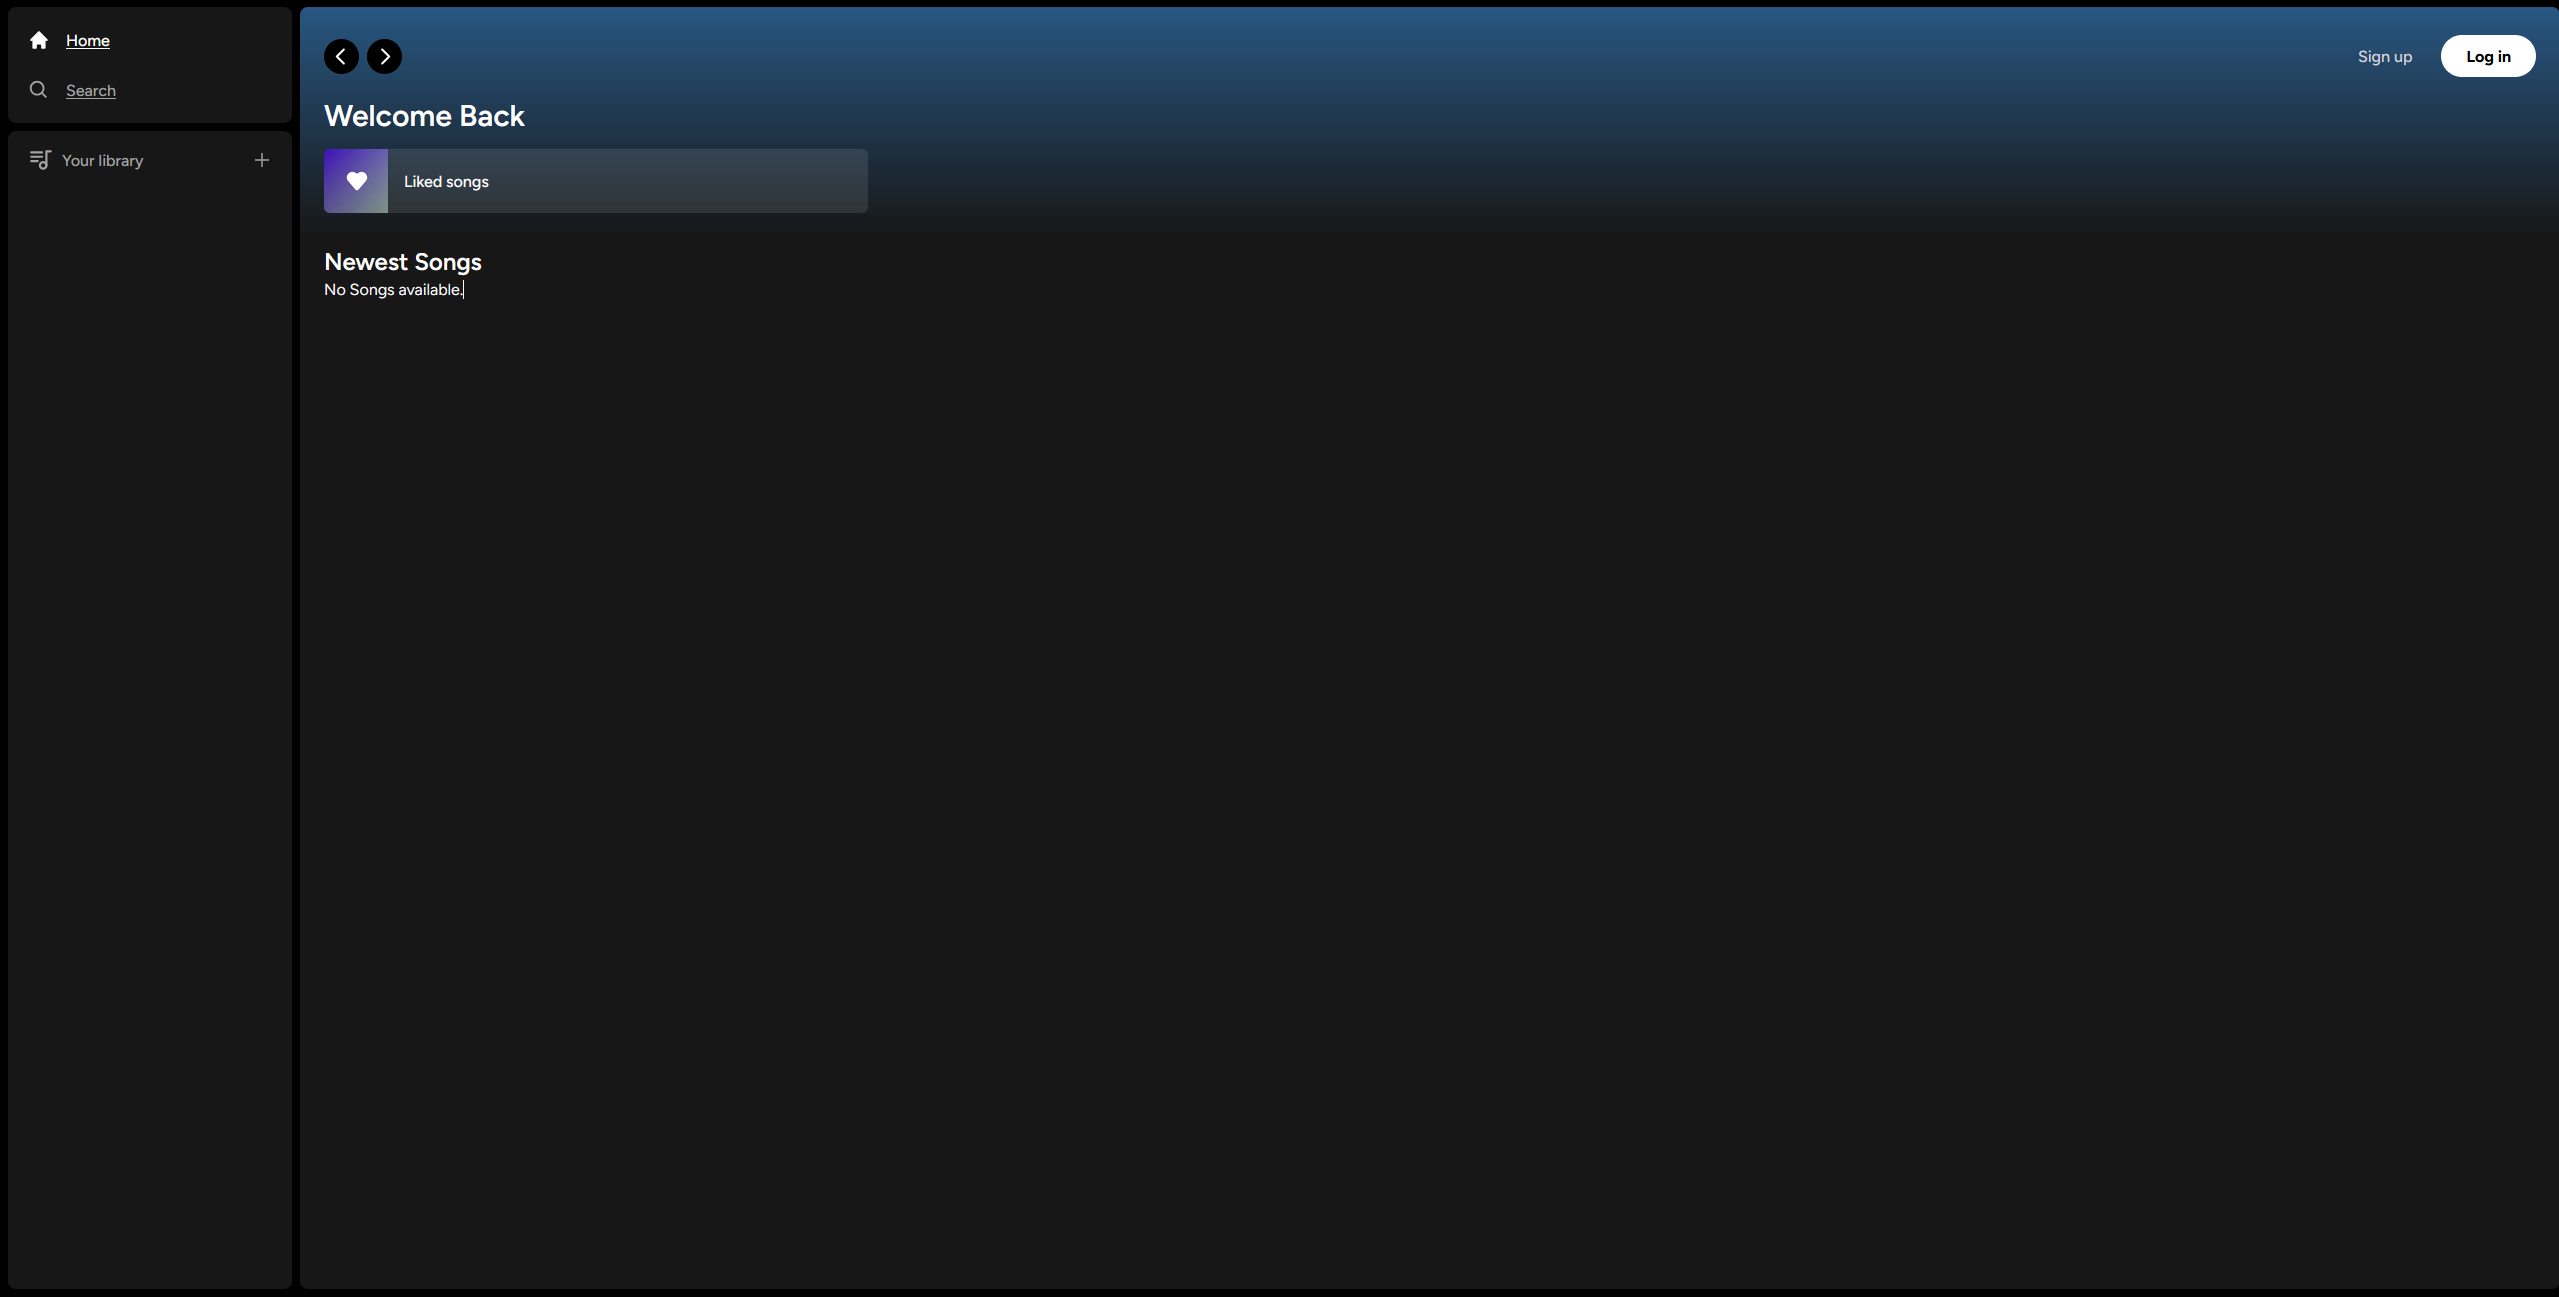 Home
Search
Your library
Sign up
Log in
Welcome Back
Liked songs
Newest Songs
No Songs available.